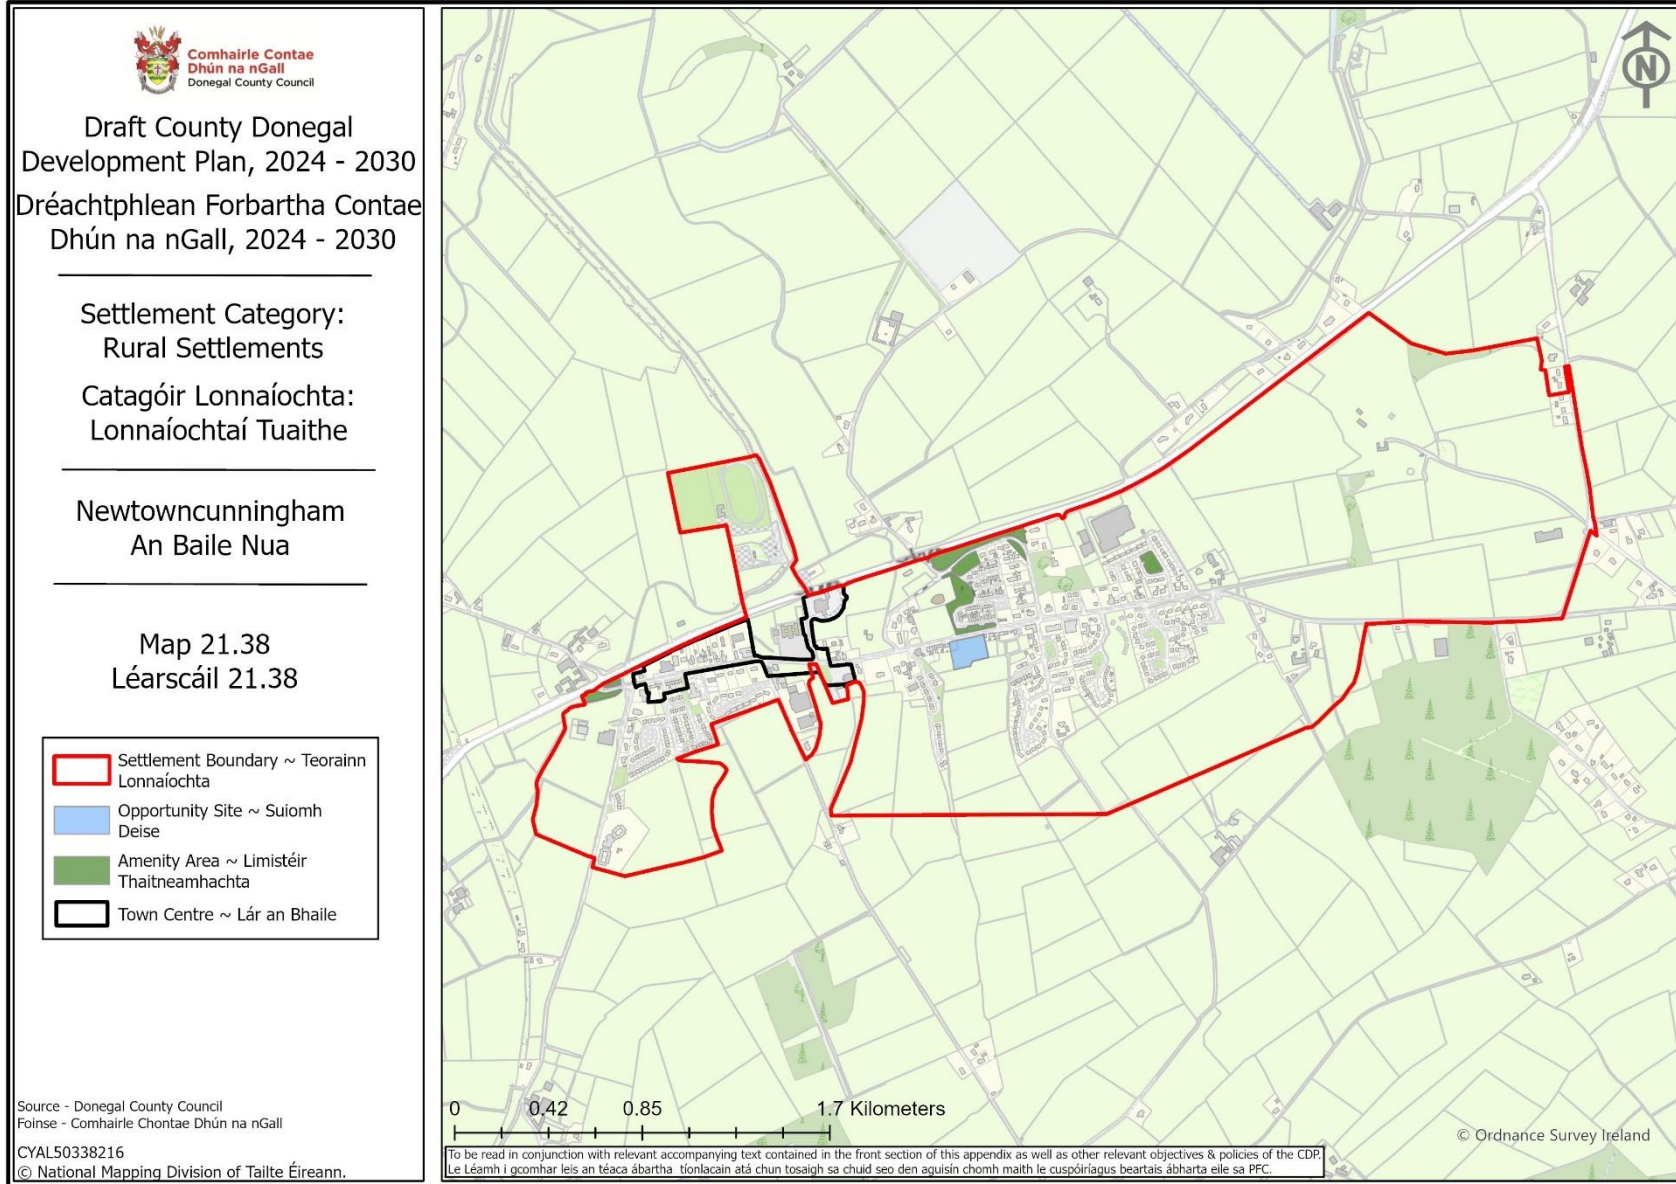 Comhairle Contae
Dhún na nGall
Donegal County Council
Draft County Donegal
Development Plan, 2024 - 2030
Dréachtphlean Forbartha Contae
Dhún na nGall, 2024 - 2030
Settlement Category:
Rural Settlements
Catagóir Lonnaíochta:
Lonnaíochtaí Tuaithe
Newtowncunningham
An Baile Nua
Map 21.38
Léarscáil 21.38
Settlement Boundary ~ Teorainn
Lonnaíochta
Opportunity Site ~ Suiomh
Deise
Amenity Area ~ Limistéir
Thaitneamhachta
Town Centre ~ Lár an Bhaile
Source - Donegal County Council
Foinse - Comhairle Chontae Dhún na nGall
CYAL50338216
© National Mapping Division of Tailte Éireann.
N
0 0.42 0.85 1.7 Kilometers
© Ordnance Survey Ireland
To be read in conjunction with relevant accompanying text contained in the front section of this appendix as well as other relevant objectives & policies of the CDP.
Le Léamh i gcomhar leis an téaca ábartha tíonlacain atá chun tosaigh sa chuid seo den aguisín chomh maith le cuspóiríagus beartais ábharta eile sa PFC.